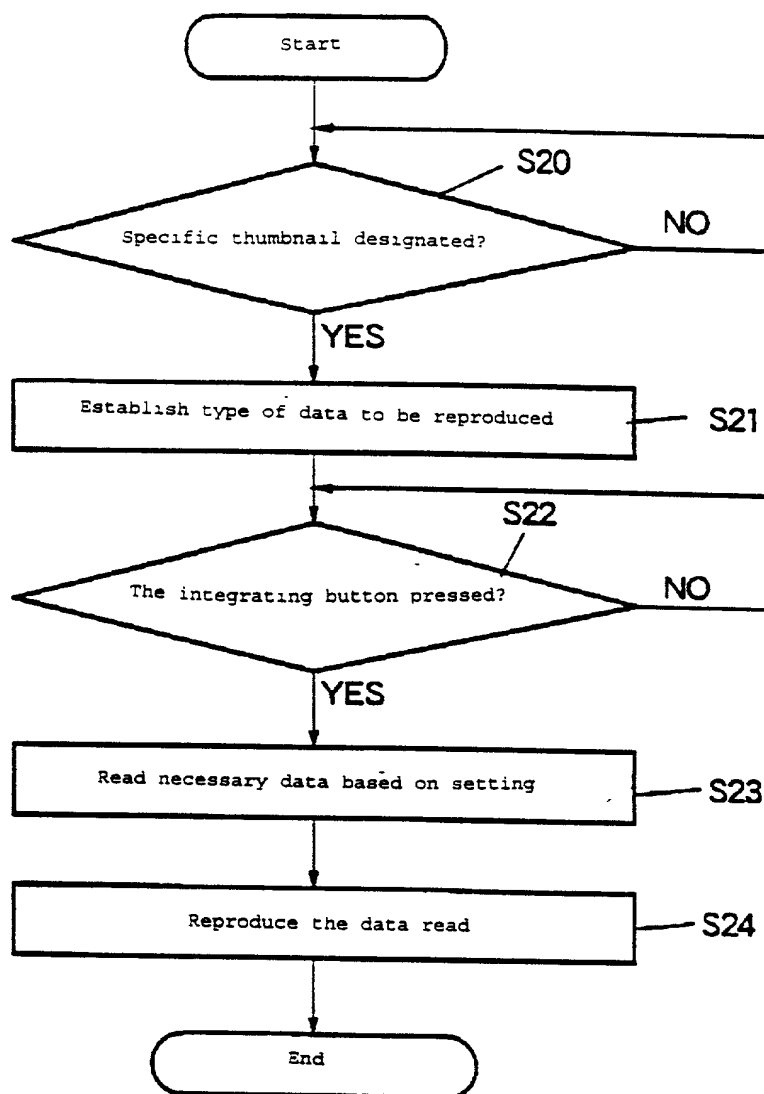 Start
S20
Specific thumbnail designated?
NO
YES
Establish type of data to be reproduced
S21
S22
The integrating button pressed?
NO
YES
Read necessary data based on setting
S23
Reproduce the data read
S24
End